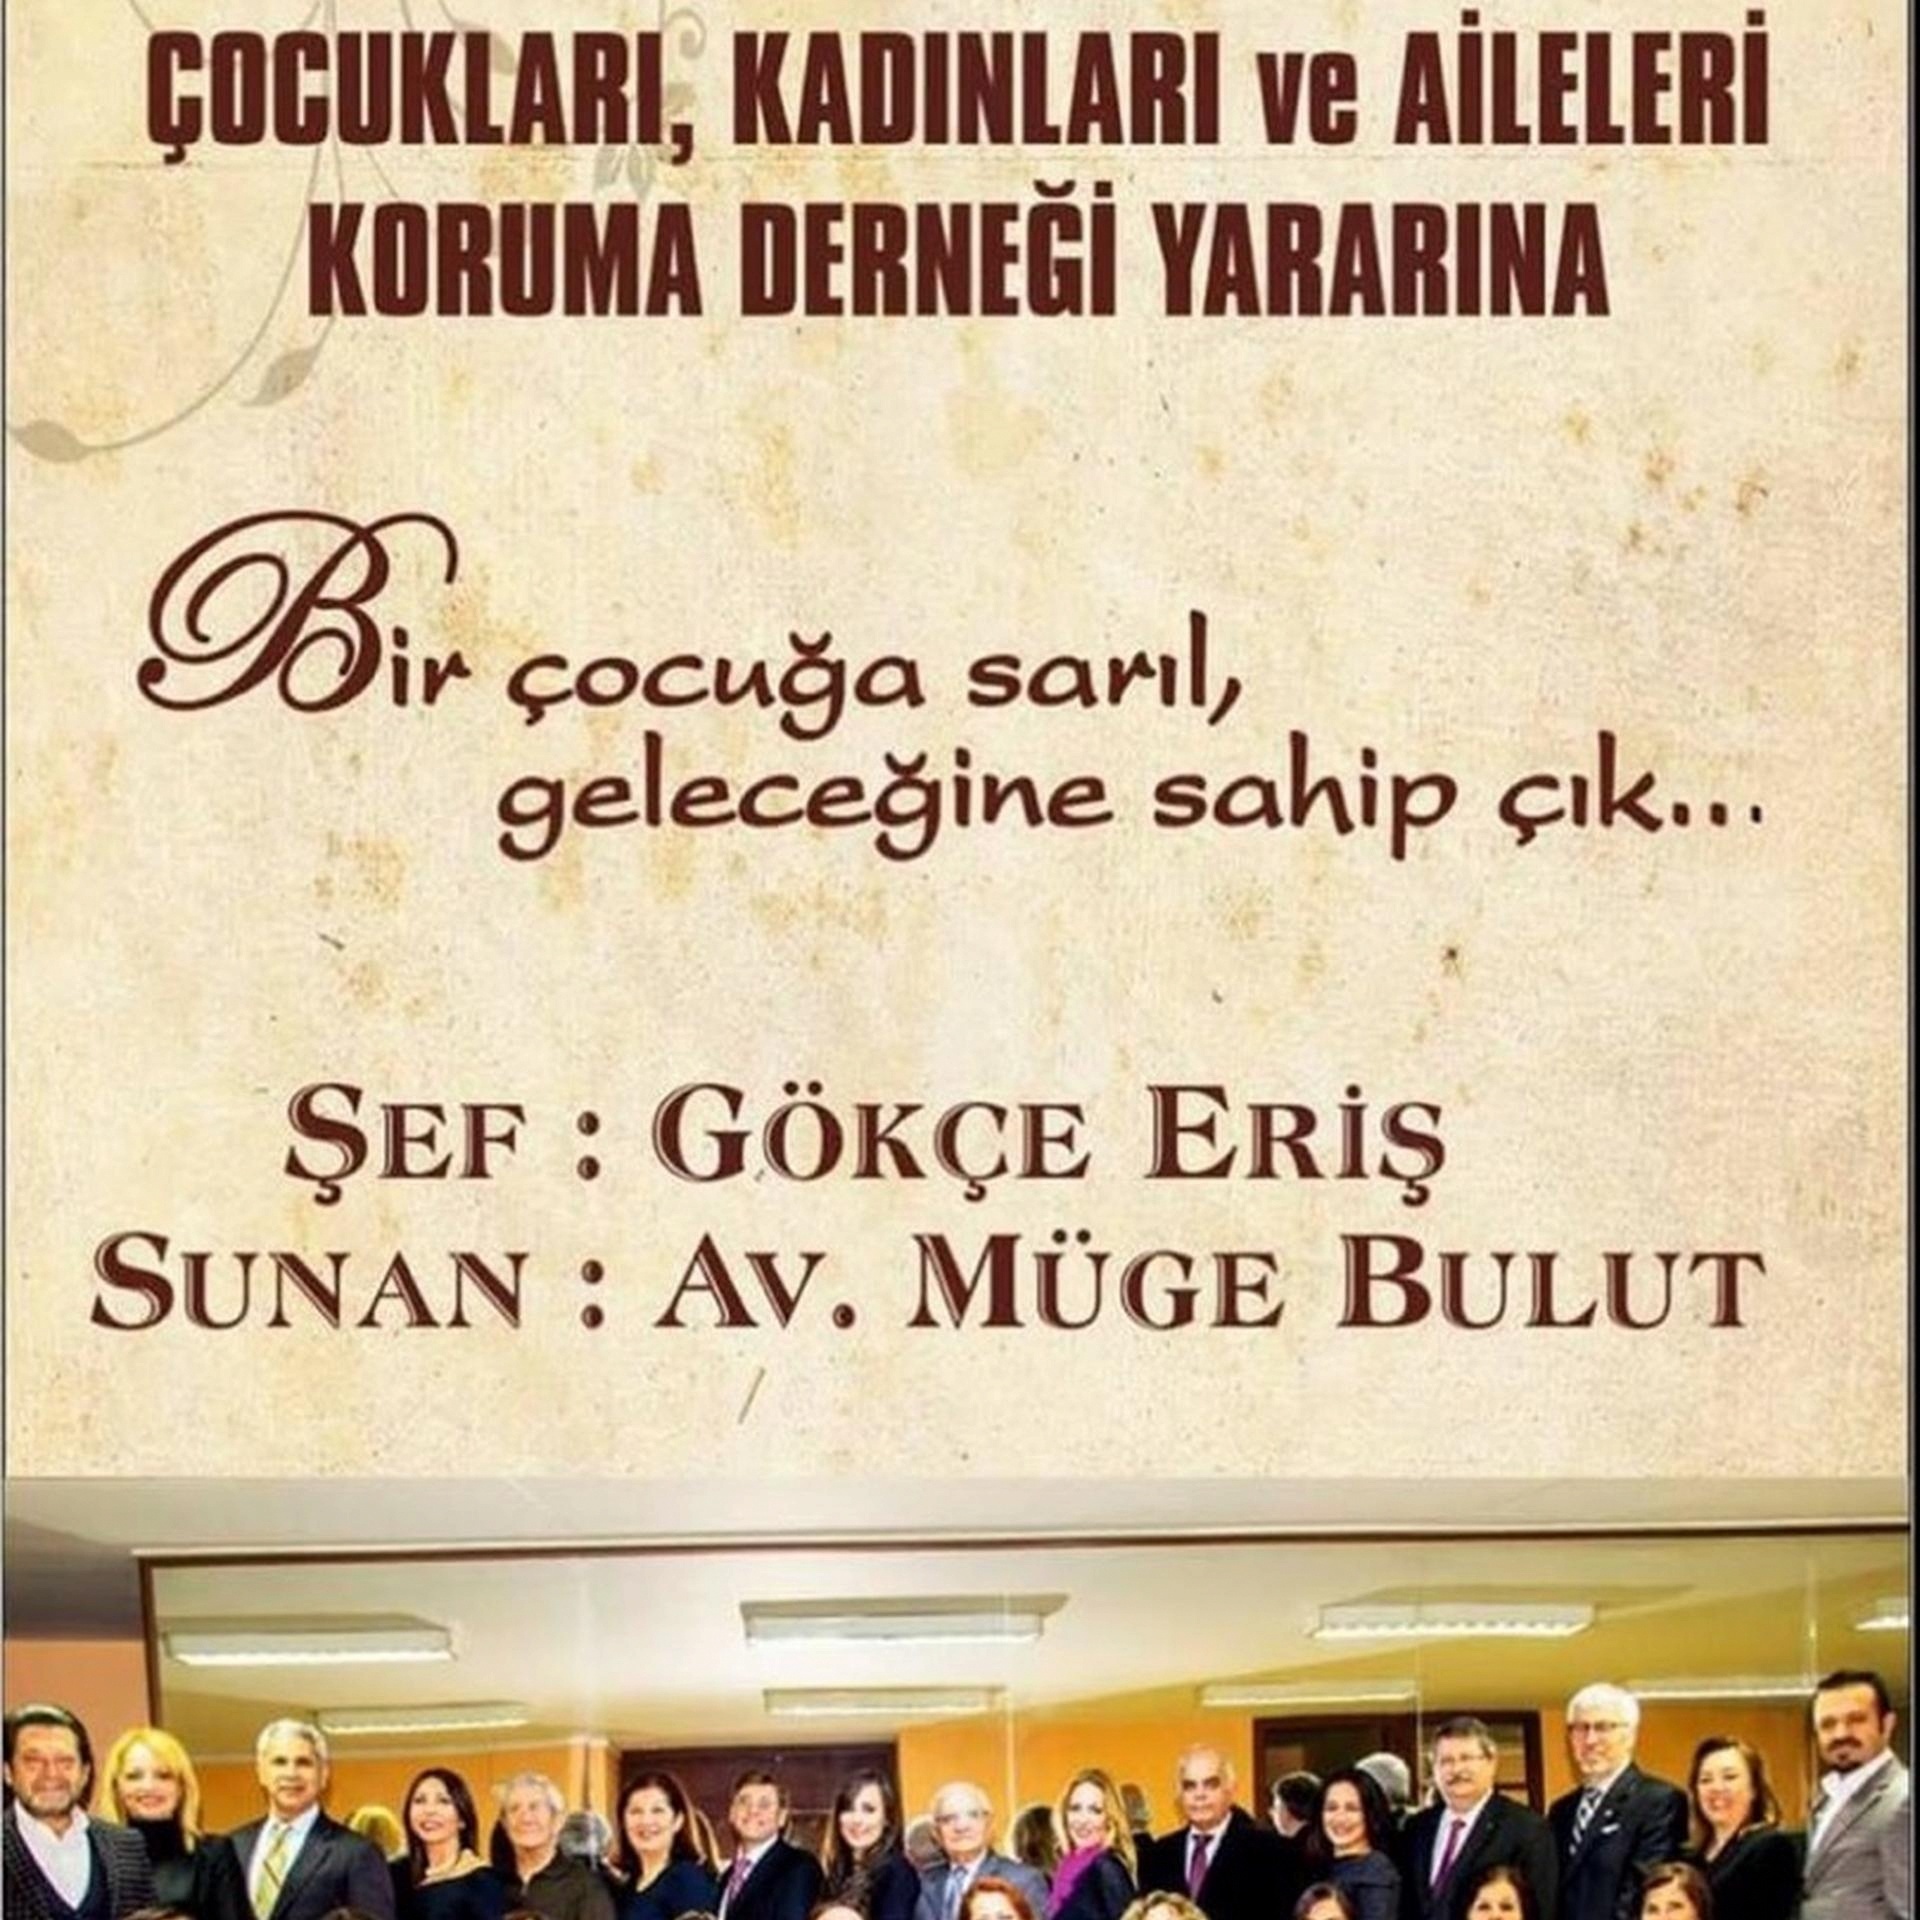 ÇOCUKLARI, KADINLARI ve AİLELERİ
KORUMA DERNEĞİ YARARINA
Bir çocuğa sarıl,
geleceğine sahip çık...
ŞEF : GÖKÇE ERİŞ
SUNAN : AV. MÜGE BULUT